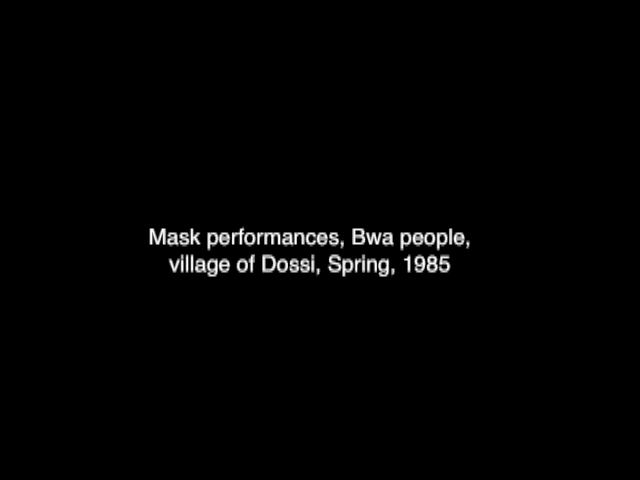 Mask performances, Bwa people,
village of Dossi, Spring, 1985